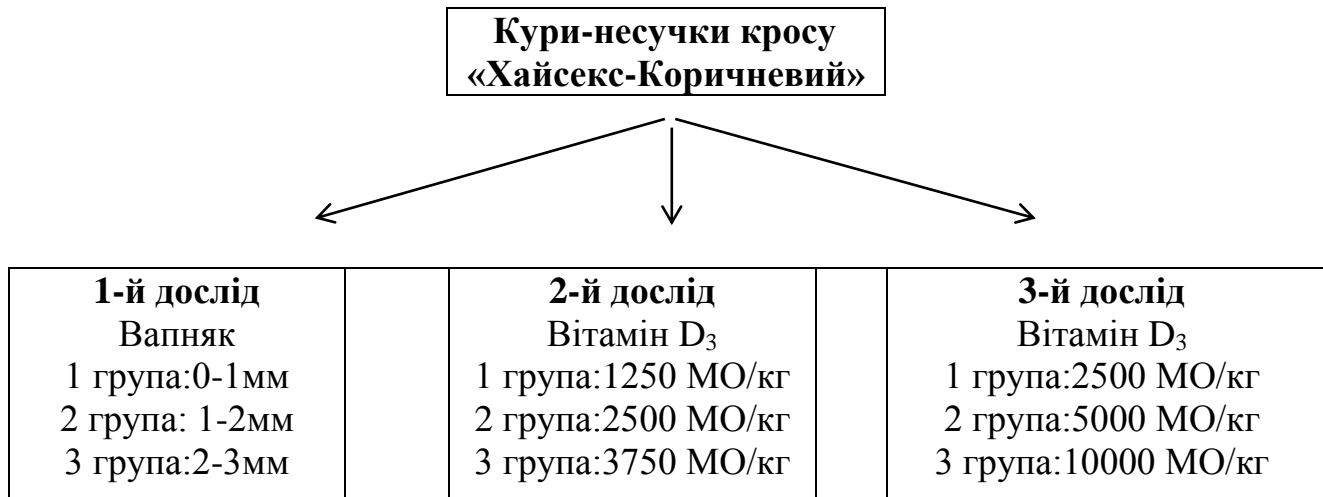 Кури-несучки кросу
«Хайсекс-Коричневий»
1-й дослід
Вапняк
1 група:0-1мм
2 група: 1-2мм
3 група:2-3мм
2-й дослід
Вітамін D₃
1 група:1250 МО/кг
2 група:2500 МО/кг
3 група:3750 МО/кг
3-й дослід
Вітамін D₃
1 група:2500 МО/кг
2 група:5000 МО/кг
3 група:10000 МО/кг